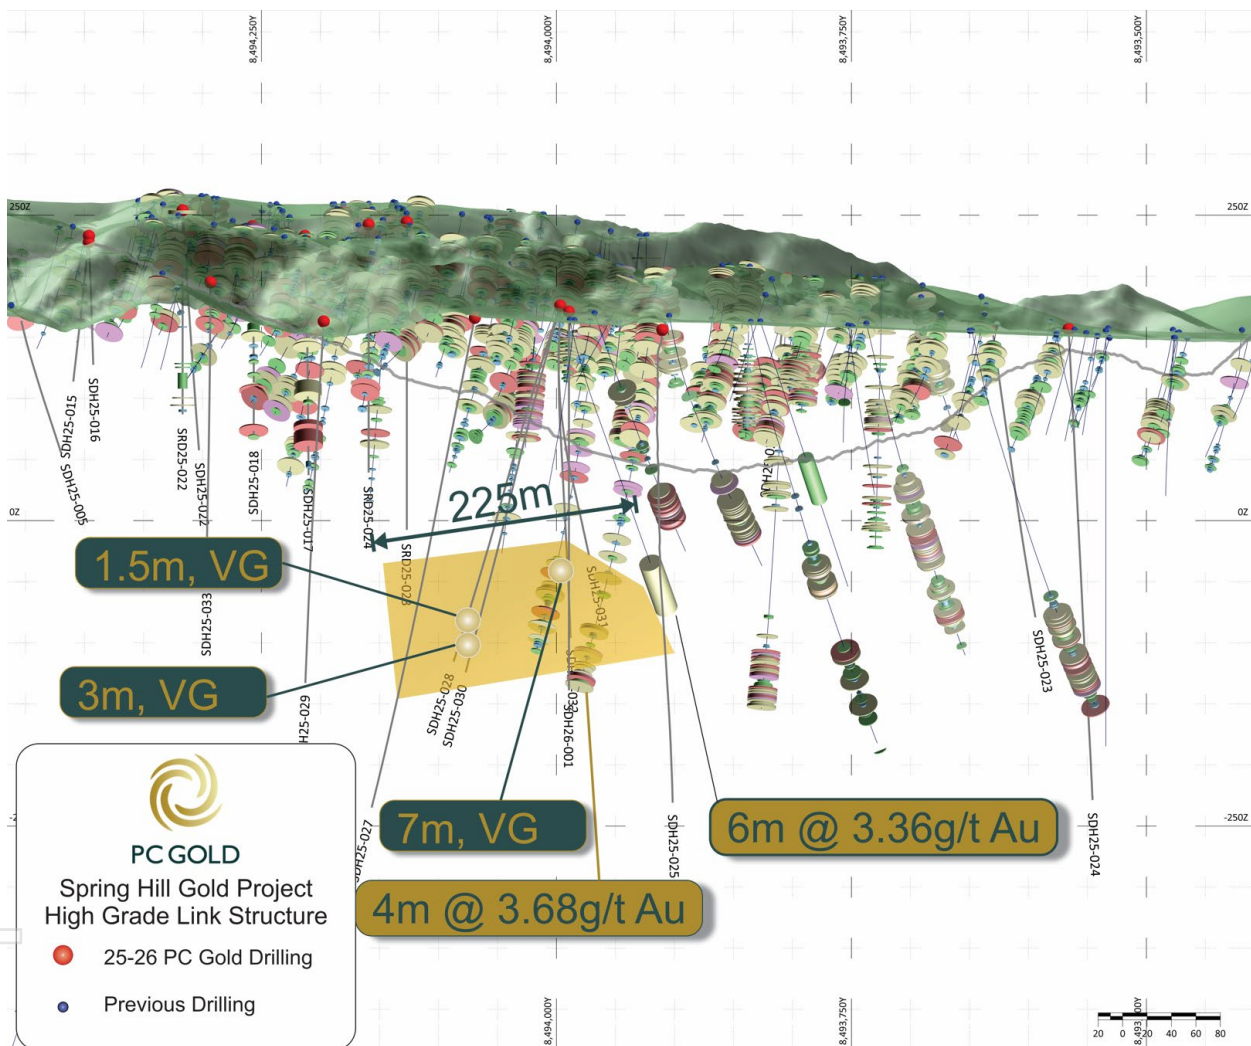 8,494,250Y
8,494,000Y
8,493,750Y
8,493,500Y
250Z
250Z
SDH25-015
SDH25-016
SDH25-005
SRD25-022
SDH25-022
SDH25-018
SDH25-017
SRD25-024
225m
0Z
0Z
1.5m, VG
SDH25-031
SDH25-033
SDH25-023
3m, VG
SDH25-028
SDH25-030
SDH26-001
H25-029
PC GOLD
Spring Hill Gold Project
High Grade Link Structure
25-26 PC Gold Drilling
Previous Drilling
7m, VG
6m @ 3.36g/t Au
-250Z
SDH25-027
SDH25-025
SDH25-024
4m @ 3.68g/t Au
8,494,000Y
8,493,750Y
20 0 20 40 60 80